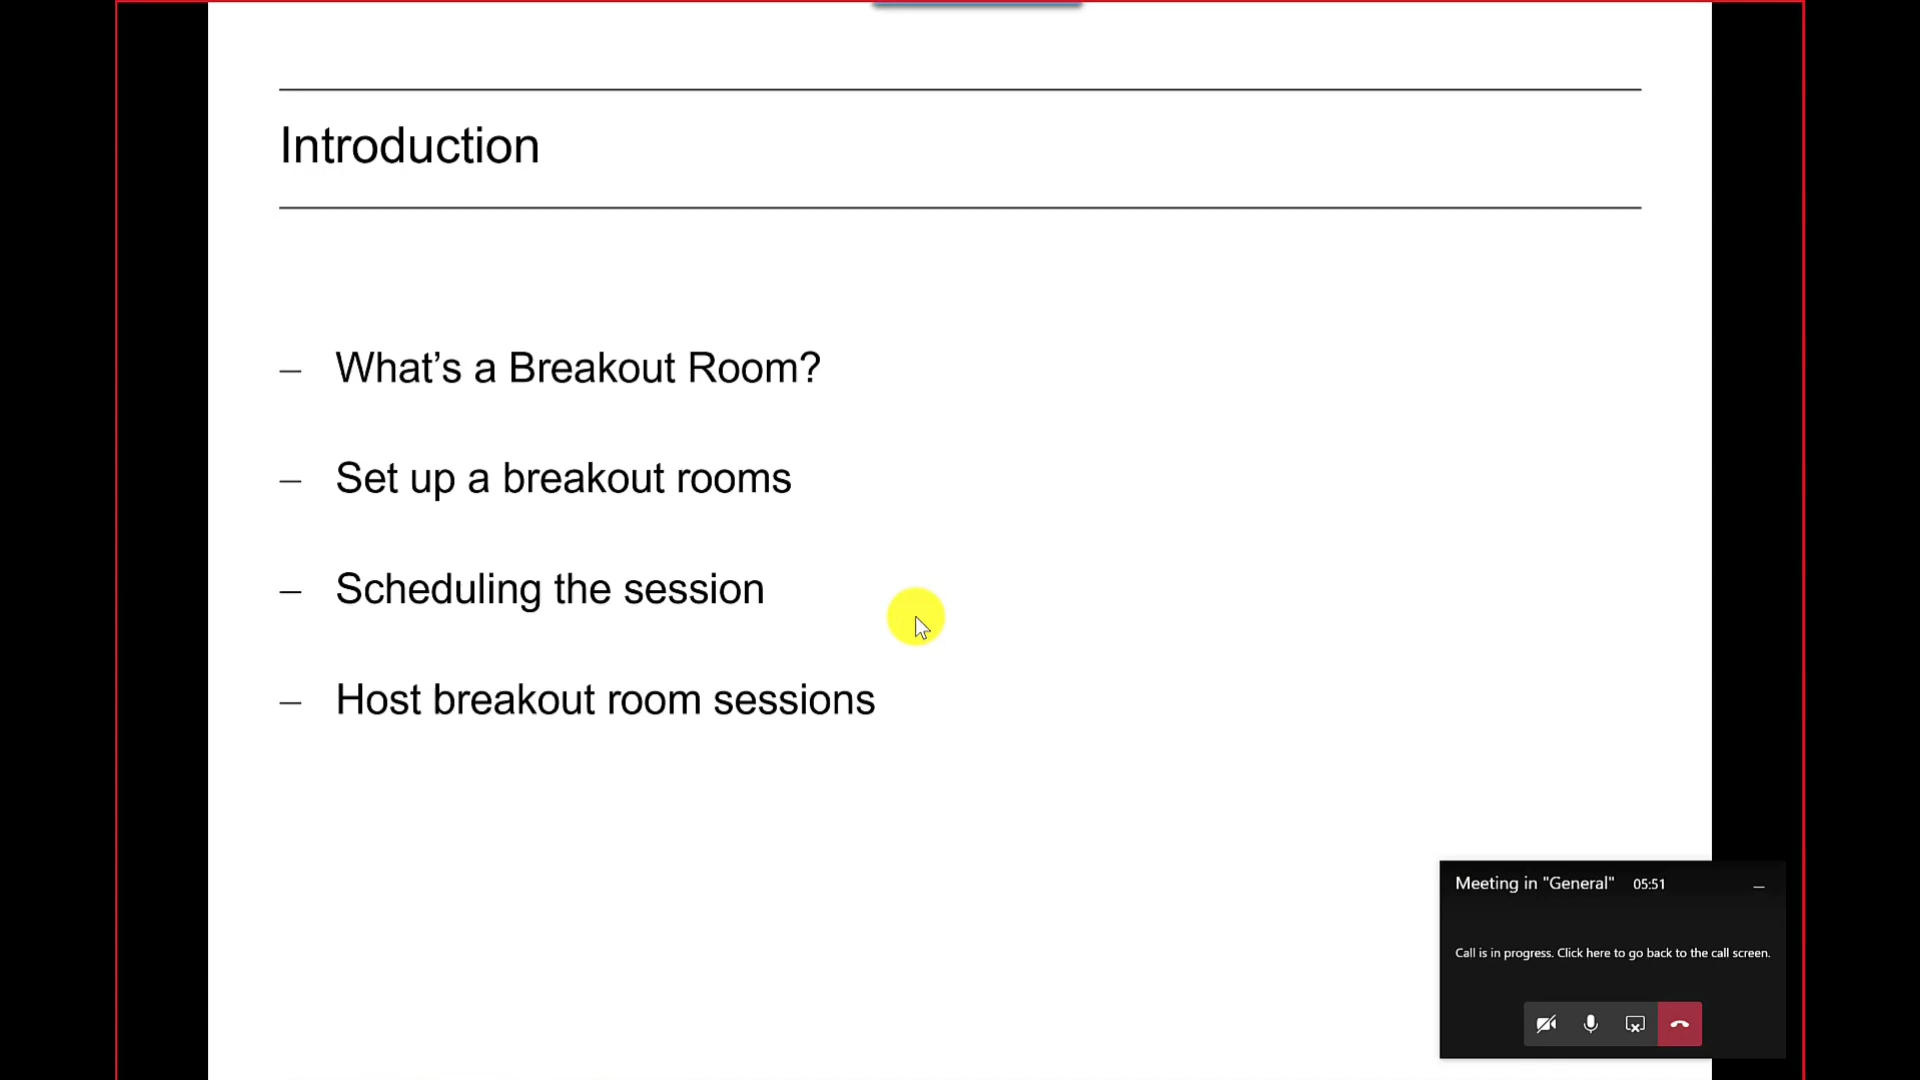 Introduction
– What’s a Breakout Room?
– Set up a breakout rooms
– Scheduling the session
– Host breakout room sessions
Meeting in "General" 05:51
Call is in progress. Click here to go back to the call screen.